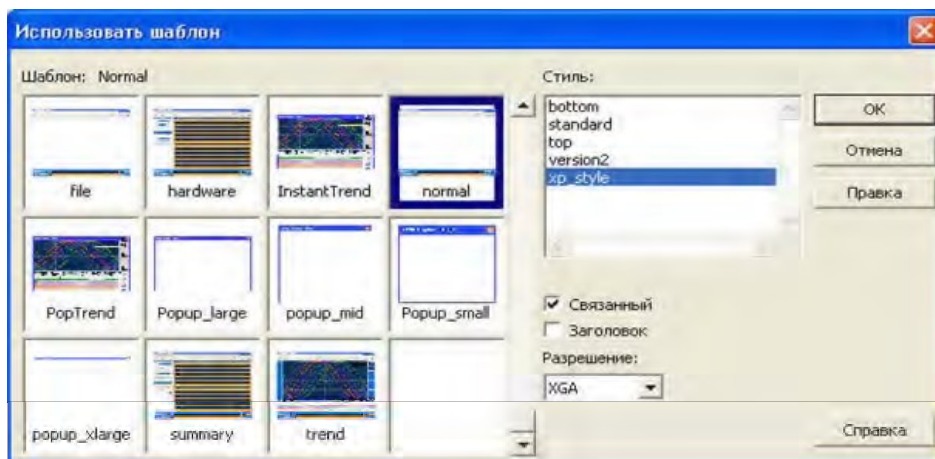 Использовать шаблон
Шаблон: Normal
file
hardware
InstantTrend
normal
PopTrend
Popup_large
popup_mid
Popup_small
popup_xlarge
summary
trend
Стиль:
bottom
standard
top
version2
xp_style
Связанный
Заголовок
Разрешение:
XGA
OK
Отмена
Правка
Справка